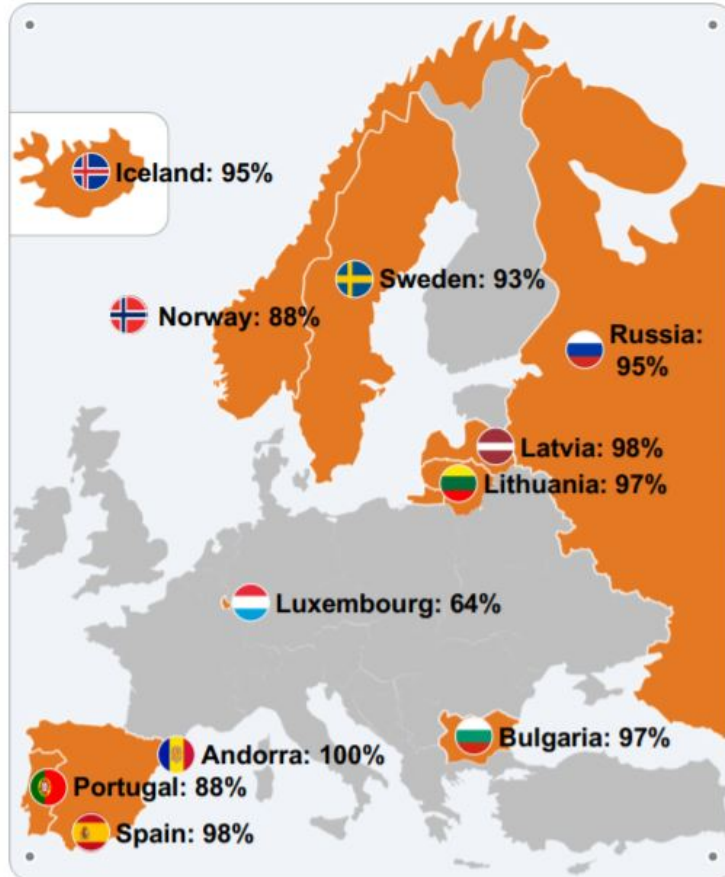 Iceland: 95%
Sweden: 93%
Norway: 88%
Russia:
95%
Latvia: 98%
Lithuania: 97%
Luxembourg: 64%
Bulgaria: 97%
Andorra: 100%
Portugal: 88%
Spain: 98%